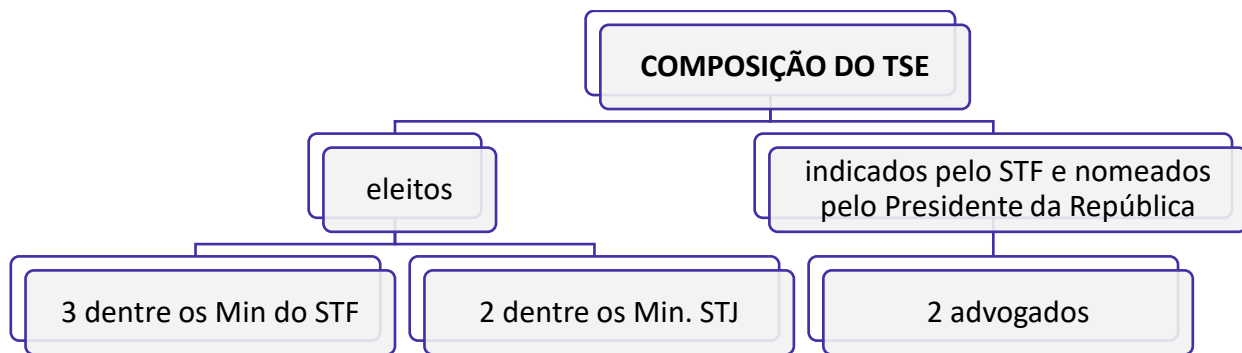 COMPOSIÇÃO DO TSE
eleitos
indicados pelo STF e nomeados
pelo Presidente da República
3 dentre os Min do STF
2 dentre os Min. STJ
2 advogados